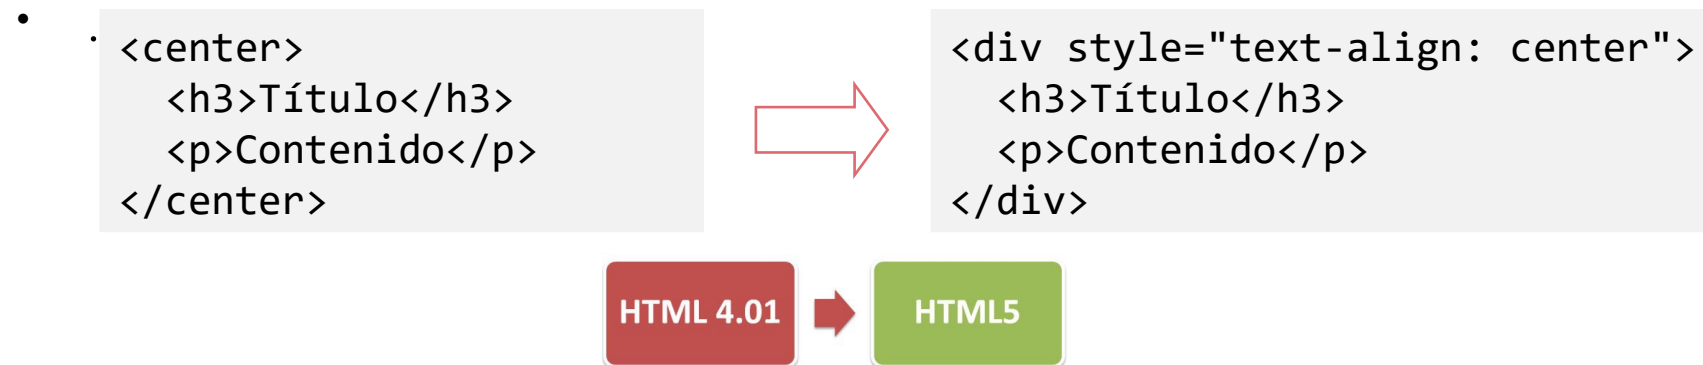 <center>
  <h3>Título</h3>
  <p>Contenido</p>
</center>
<div style="text-align: center">
  <h3>Título</h3>
  <p>Contenido</p>
</div>
HTML 4.01
HTML5